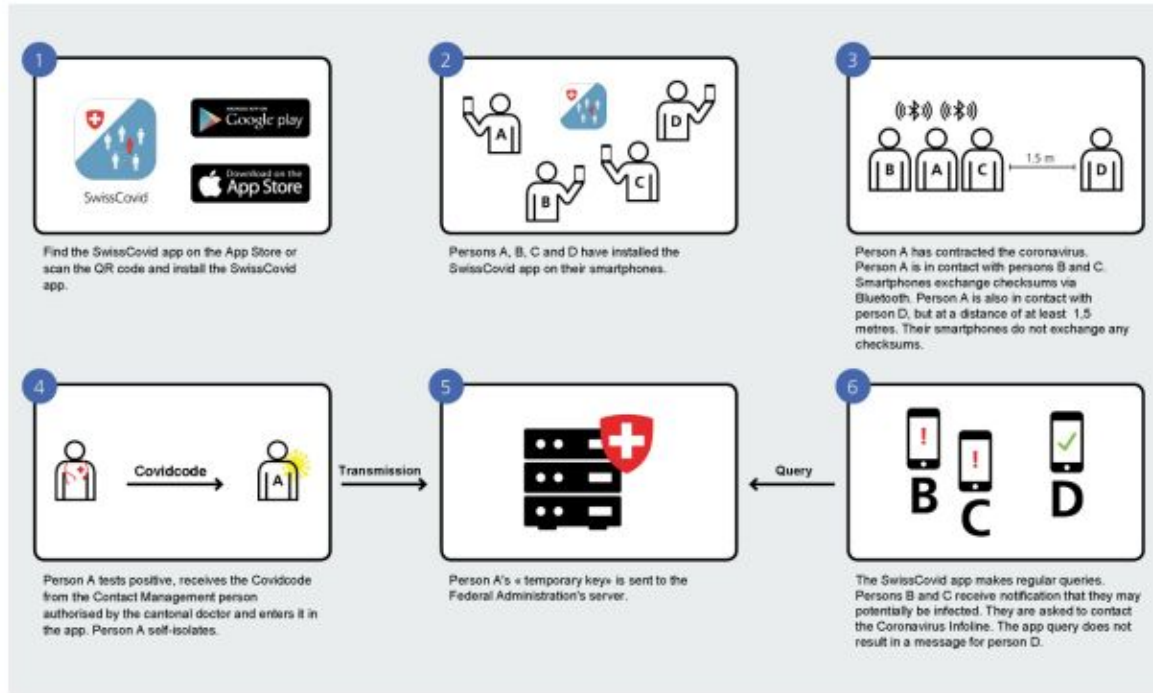 1
SwissCovid
ANDROID APP ON
Google play
Download on the
App Store
Find the SwissCovid app on the App Store or
scan the QR code and install the SwissCovid
app.
2
A
B
C
D
Persons A, B, C and D have installed the
SwissCovid app on their smartphones.
3
B A C 1,5 m D
Person A has contracted the coronavirus.
Person A is in contact with persons B and C.
Smartphones exchange checksums via
Bluetooth. Person A is also in contact with
person D, but at a distance of at least 1,5
metres. Their smartphones do not exchange any
checksums.
4
Covidcode
A
Person A tests positive, receives the Covidcode
from the Contact Management person
authorised by the cantonal doctor and enters it in
the app. Person A self-isolates.
Transmission
5
Person A's « temporary key» is sent to the
Federal Administration's server.
Query
6
! ! 
B C D
The SwissCovid app makes regular queries.
Persons B and C receive notification that they may
potentially be infected. They are asked to contact
the Coronavirus Infoline. The app query does not
result in a message for person D.